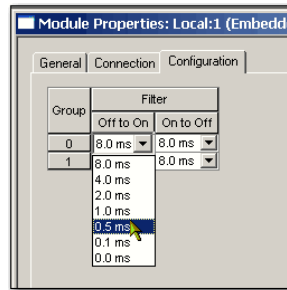 Module Properties: Local:1 (Embedd
General Connection Configuration
Group Filter
Off to On On to Off
0 8.0 ms 8.0 ms
1 8.0 ms
8.0 ms
4.0 ms
2.0 ms
1.0 ms
0.5 ms
0.1 ms
0.0 ms